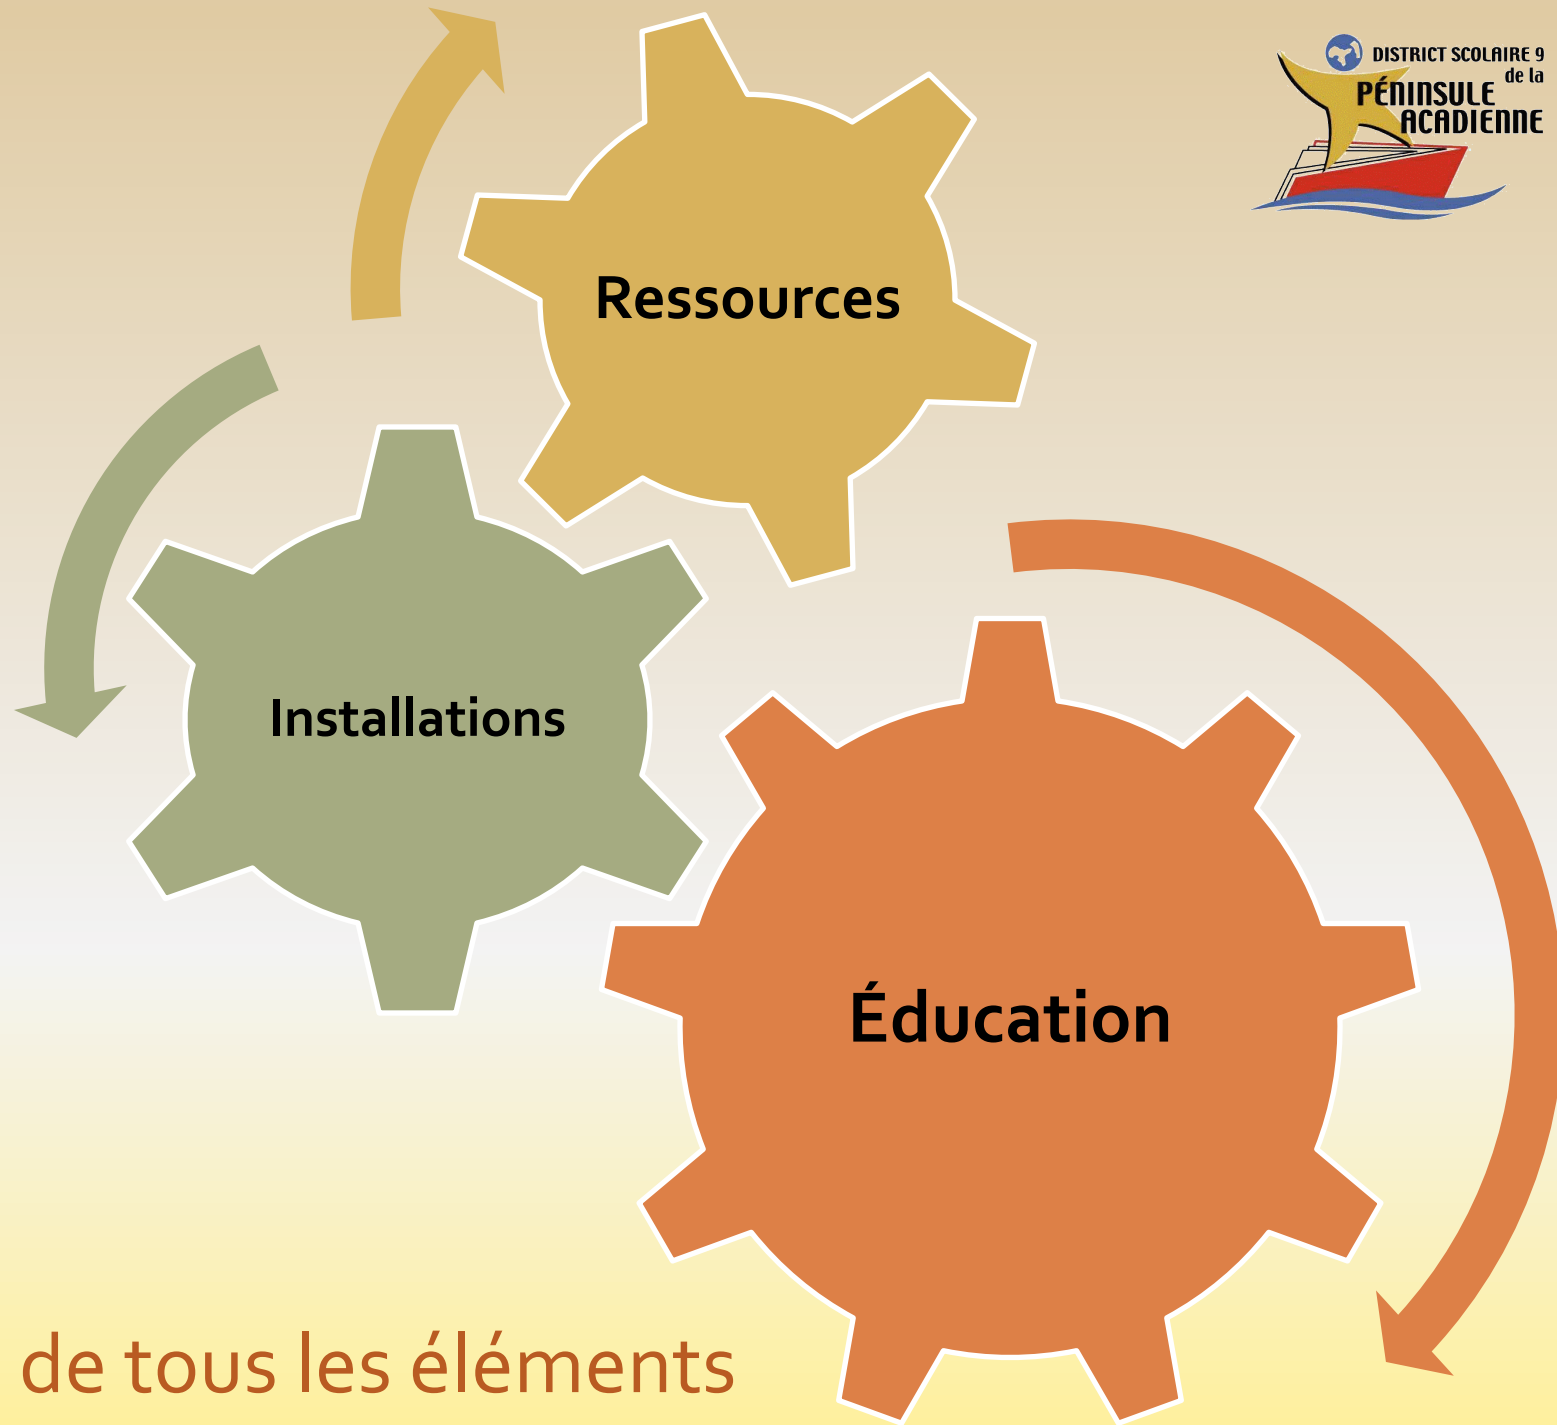 DISTRICT SCOLAIRE 9
de la
PÉNINSULE
ACADIENNE
Ressources
Installations
Éducation
de tous les éléments